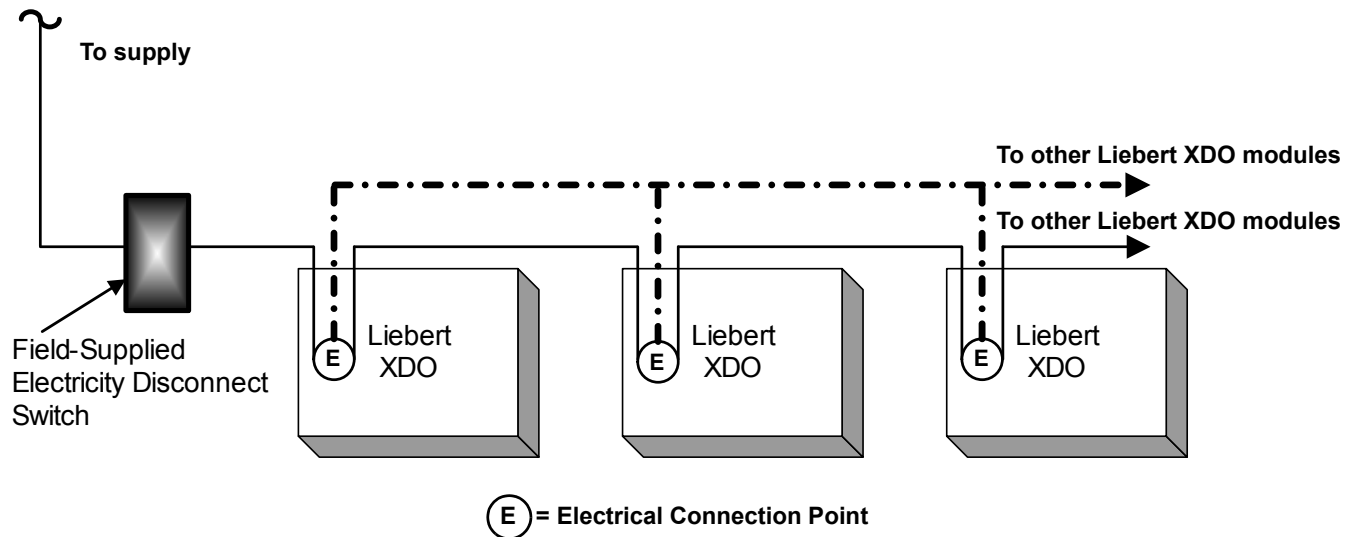 To supply
To other Liebert XDO modules
To other Liebert XDO modules
Field-Supplied
Electricity Disconnect
Switch
E
Liebert
XDO
E
Liebert
XDO
E
Liebert
XDO
E = Electrical Connection Point